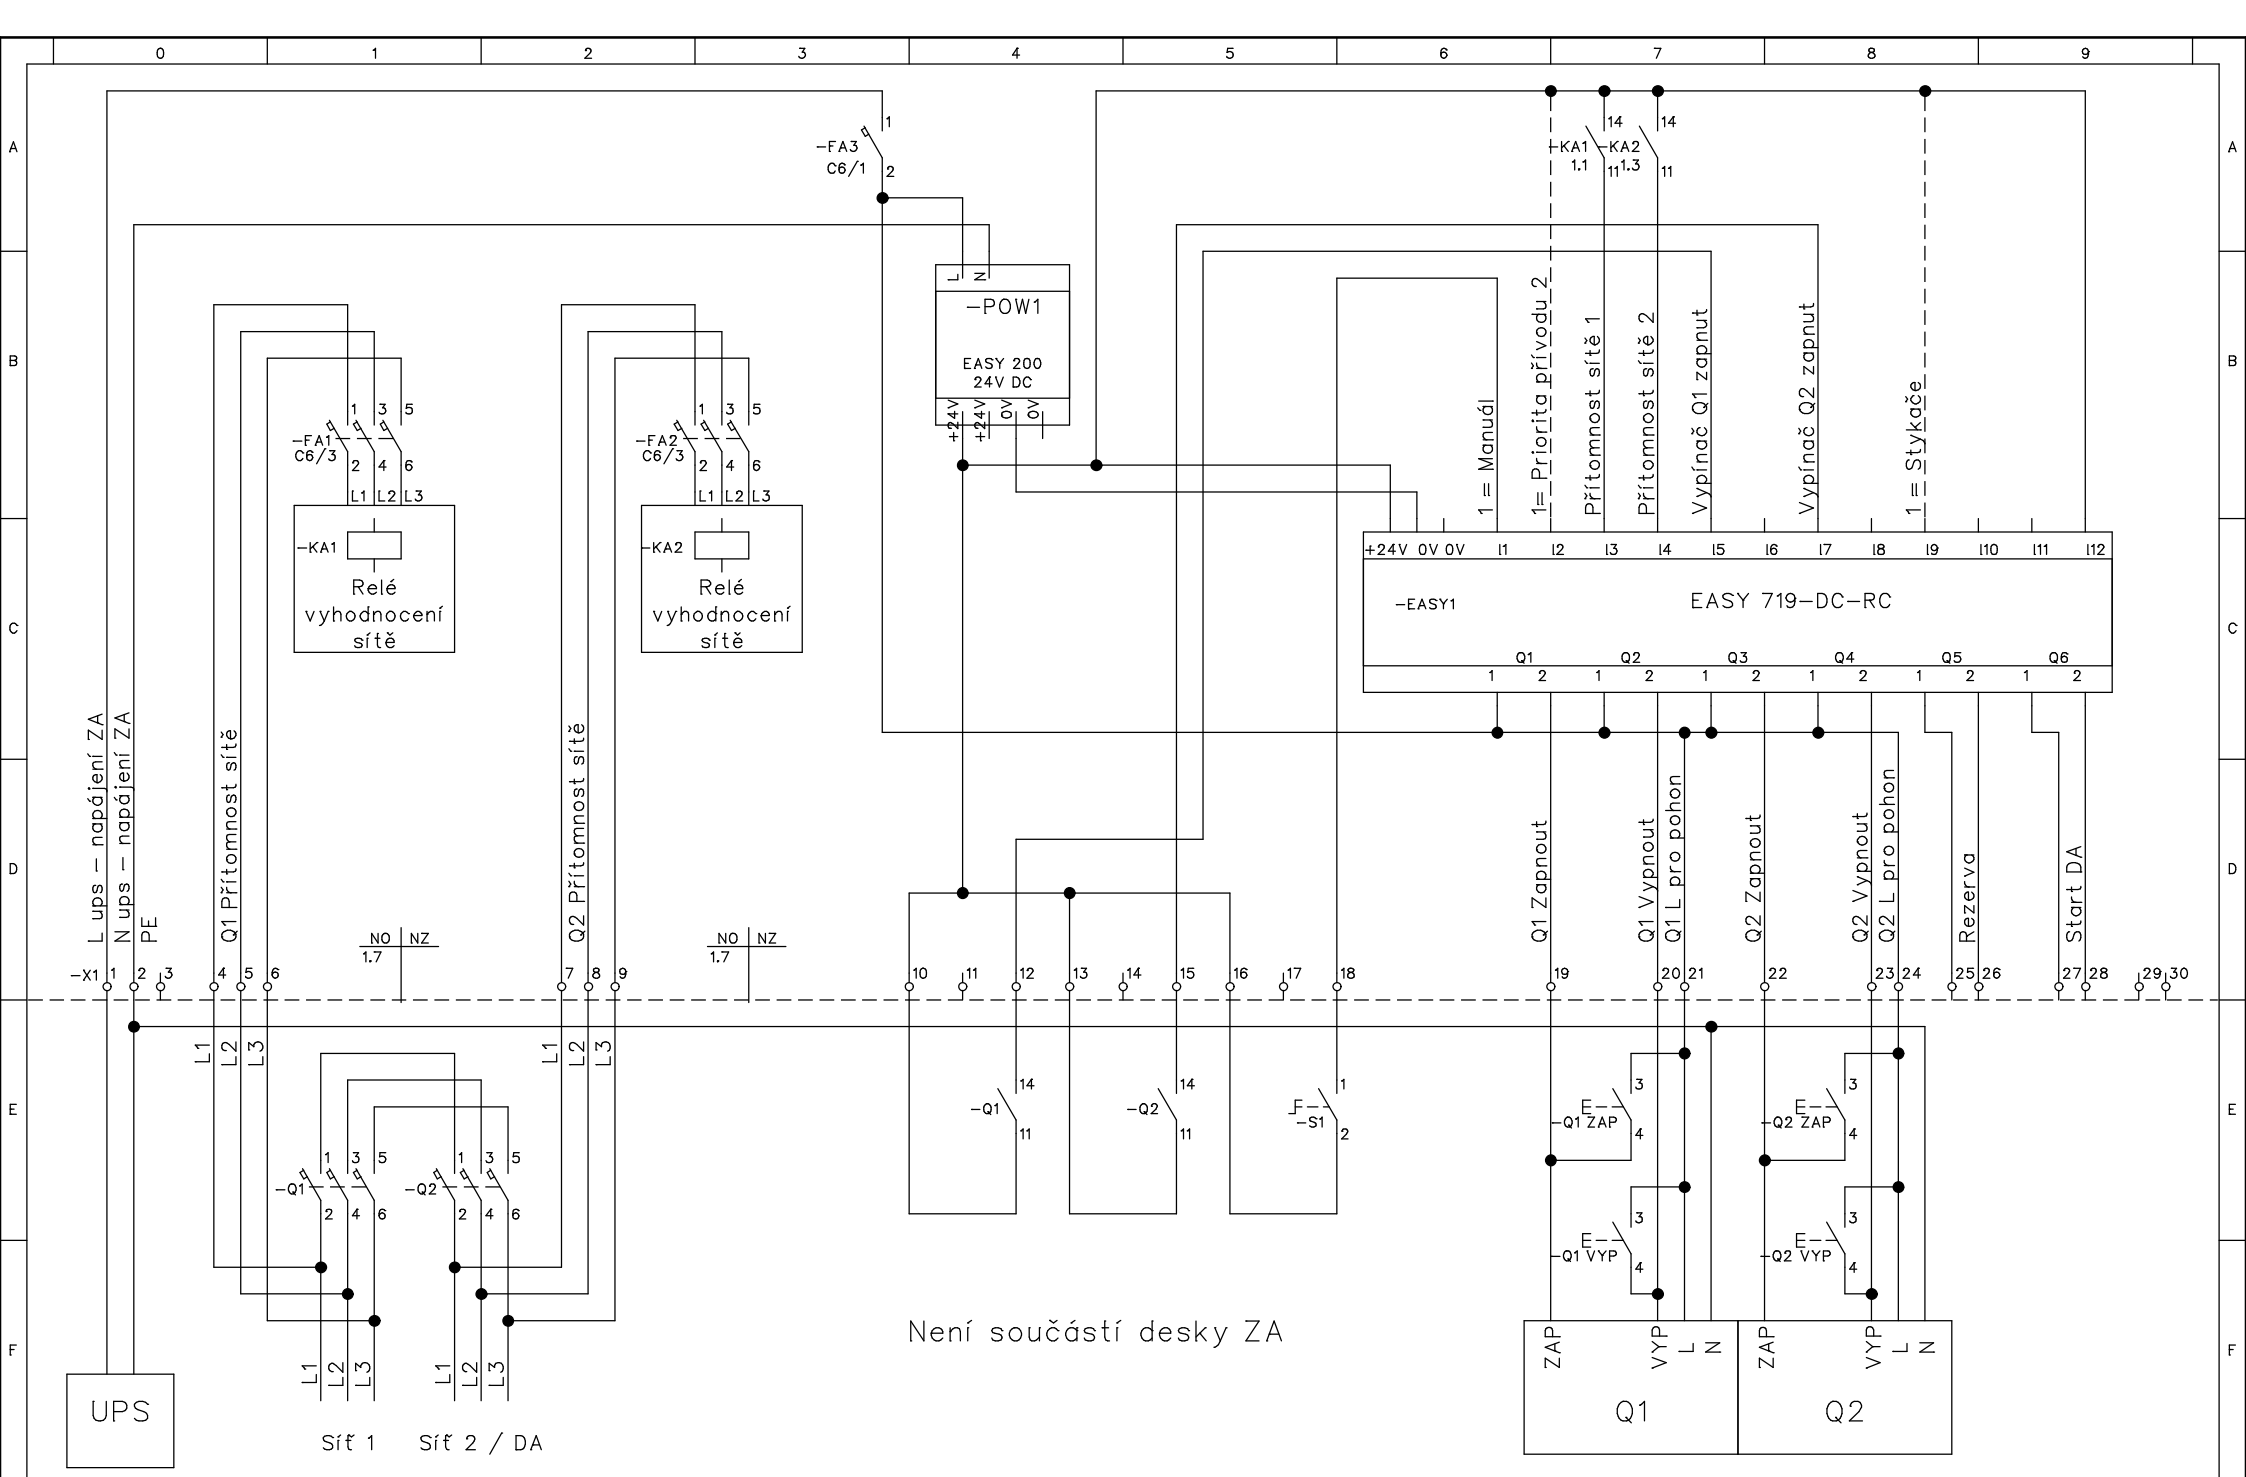 0 1 2 3 4 5 6 7 8 9
A A
-FA3
C6/1
1
2
-KA1
1.1
14
11
-KA2
1.3
14
11
B B
L N
-POW1
EASY 200
24V DC
+24V +24V 0V 0V
-FA1
C6/3
1 3 5
2 4 6
L1 L2 L3
-FA2
C6/3
1 3 5
2 4 6
L1 L2 L3
1= Manuál
1= Priorita přívodu 2
Přítomnost sítě 1
Přítomnost sítě 2
Vypínač Q1 zapnut
Vypínač Q2 zapnut
1= Stykače
C C
-KA1
Relé
vyhodnocení
sítě
-KA2
Relé
vyhodnocení
sítě
+24V 0V 0V I1 I2 I3 I4 I5 I6 I7 I8 I9 I10 I11 I12
-EASY1
EASY 719-DC-RC
Q1 Q2 Q3 Q4 Q5 Q6
1 2 1 2 1 2 1 2 1 2 1 2
D D
L ups - napájení ZA
N ups - napájení ZA
PE
Q1 Přítomnost sítě
Q2 Přítomnost sítě
NO NZ
1.7
NO NZ
1.7
Q1 Zapnout
Q1 Vypnout
Q1 L pro pohon
Q2 Zapnout
Q2 Vypnout
Q2 L pro pohon
Rezerva
Start DA
-X1 1 2 3 4 5 6 7 8 9 10 11 12 13 14 15 16 17 18 19 20 21 22 23 24 25 26 27 28 29 30
E E
L1 L2 L3
L1 L2 L3
-Q1
1 3 5
2 4 6
-Q2
1 3 5
2 4 6
-Q1
14
11
-Q2
14
11
-S1
1
2
-Q1 ZAP
3
4
-Q2 ZAP
3
4
-Q1 VYP
3
4
-Q2 VYP
3
4
F F
Není součástí desky ZA
L1 L2 L3
L1 L2 L3
ZAP VYP L N
ZAP VYP L N
UPS
Q1
Q2
Síť 1
Síť 2 / DA